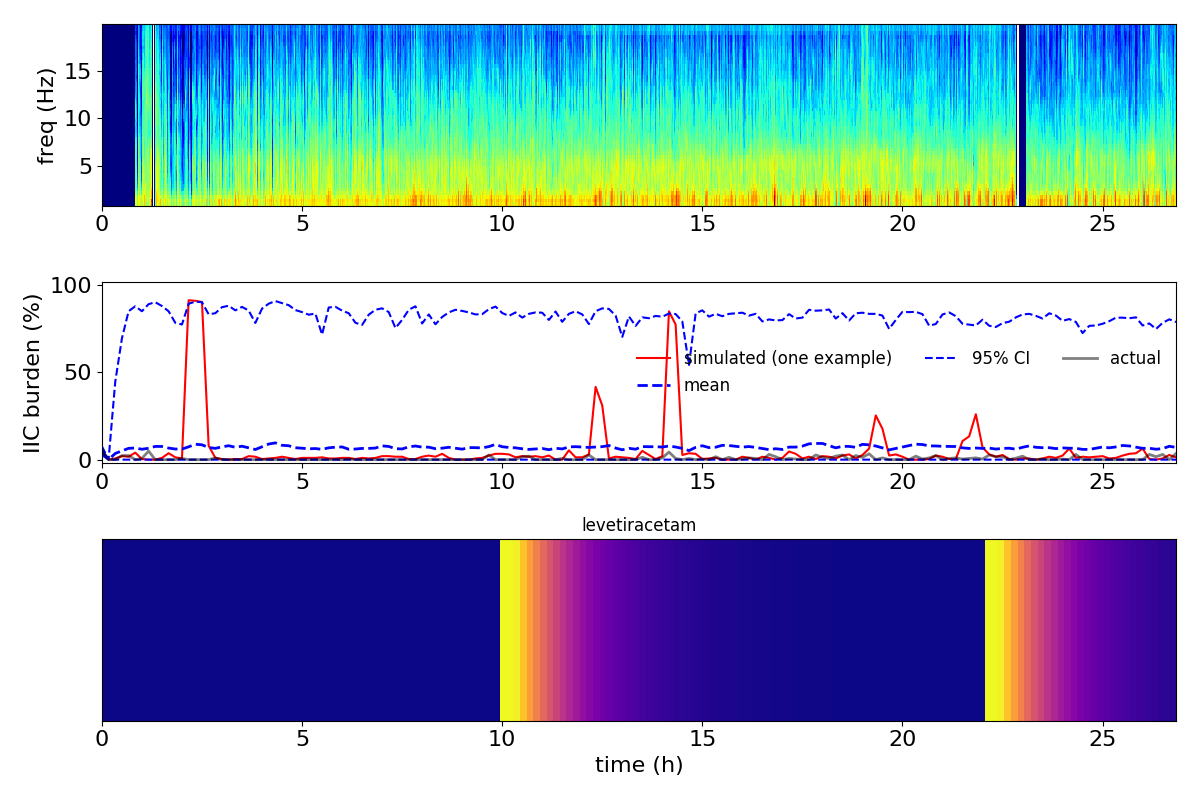 freq (Hz)
15
10
5
0 5 10 15 20 25
IIC burden (%)
100
50
0
simulated (one example) 95% CI actual
mean
0 5 10 15 20 25
levetiracetam
0 5 10 15 20 25
time (h)